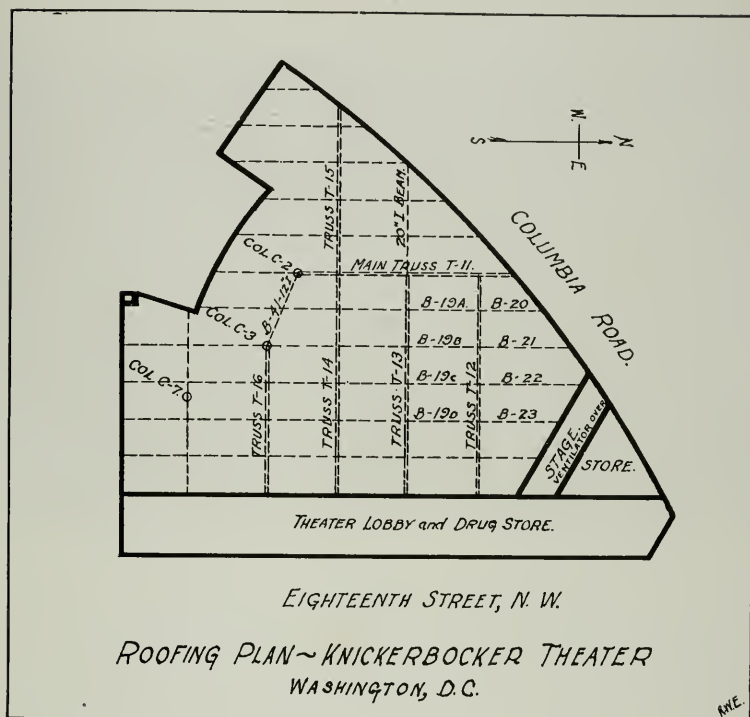 W.
N
S
E
COLUMBIA ROAD.
TRUSS T-15
20" I BEAM.
COL C-2
MAIN TRUSS T-11.
B-41-12I
B-19A.
B-20
COL C-3
B-19B
B-21
COL C-7.
B-19C
B-22
TRUSS T-16
TRUSS T-14
TRUSS T-13
TRUSS T-12
B-19D
B-23
STAGE.
VENTILATOR OVER
STORE.
THEATER LOBBY and DRUG STORE.
EIGHTEENTH STREET, N. W.
ROOFING PLAN~KNICKERBOCKER THEATER
WASHINGTON, D.C.
R.W.E.